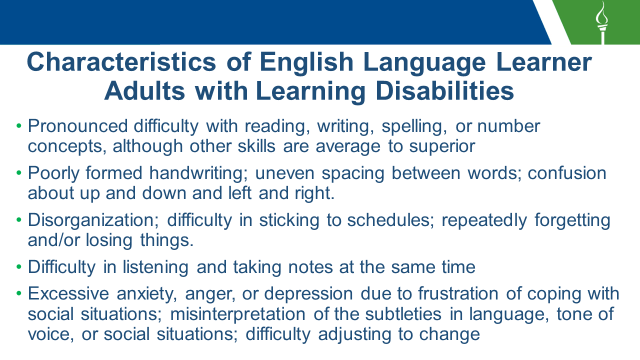 Characteristics of English Language Learner
Adults with Learning Disabilities
• Pronounced difficulty with reading, writing, spelling, or number
concepts, although other skills are average to superior
• Poorly formed handwriting; uneven spacing between words; confusion
about up and down and left and right.
• Disorganization; difficulty in sticking to schedules; repeatedly forgetting
and/or losing things.
• Difficulty in listening and taking notes at the same time
• Excessive anxiety, anger, or depression due to frustration of coping with
social situations; misinterpretation of the subtleties in language, tone of
voice, or social situations; difficulty adjusting to change